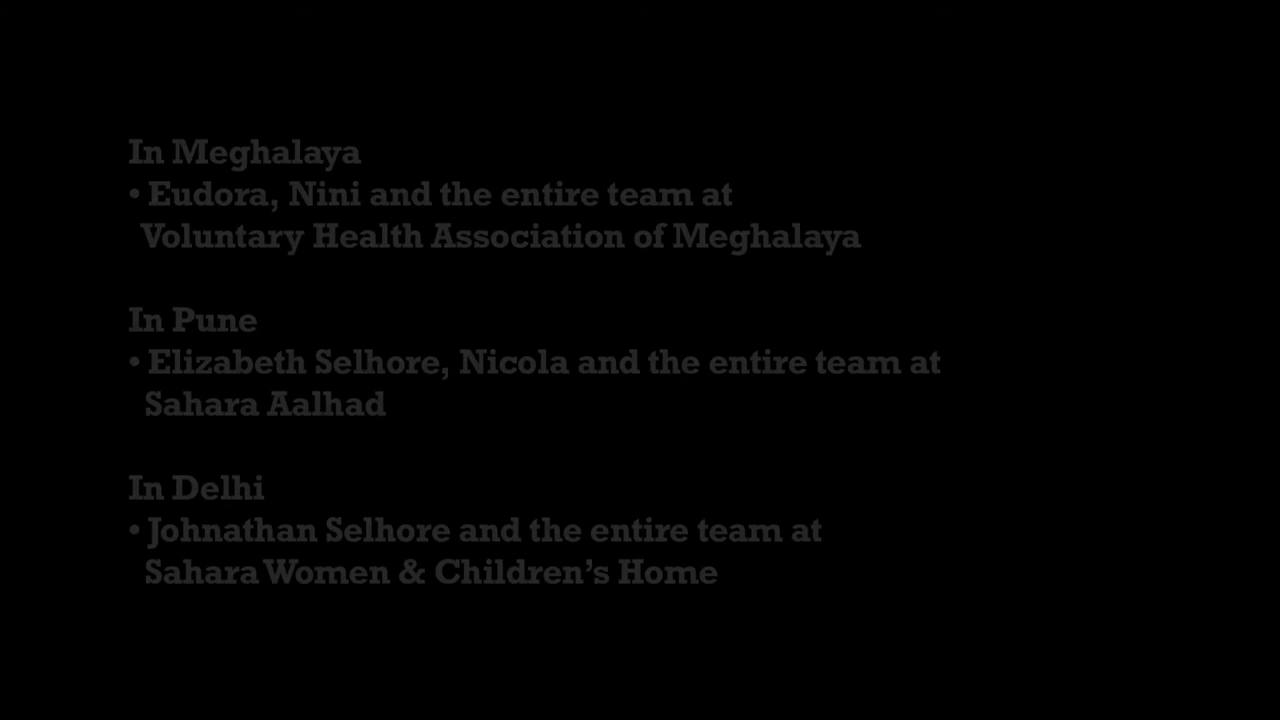 In Meghalaya
• Eudora, Nini and the entire team at
Voluntary Health Association of Meghalaya
In Pune
• Elizabeth Selhore, Nicola and the entire team at
Sahara Aalhad
In Delhi
• Johnathan Selhore and the entire team at
Sahara Women & Children’s Home